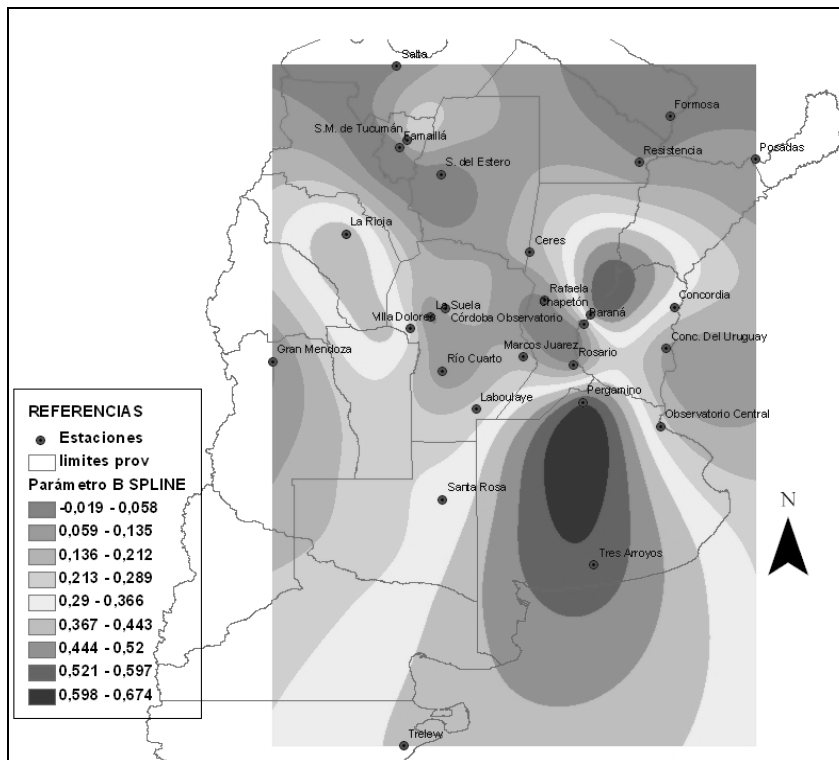 Salta
Formosa
S.M. de Tucumán
Famaillá
Posadas
Resistencia
S. del Estero
La Rioja
Ceres
Rafaela
Chapetón
Concordia
La Suela
Paraná
Villa Dolores
Córdoba Observatorio
Conc. Del Uruguay
Marcos Juarez
Gran Mendoza
Río Cuarto
Rosario
Laboulaye
Pergamino
Observatorio Central
Santa Rosa
Tres Arroyos
Trelew
N
REFERENCIAS
Estaciones
limites prov
Parámetro B SPLINE
-0,019 - 0,058
0,059 - 0,135
0,136 - 0,212
0,213 - 0,289
0,29 - 0,366
0,367 - 0,443
0,444 - 0,52
0,521 - 0,597
0,598 - 0,674